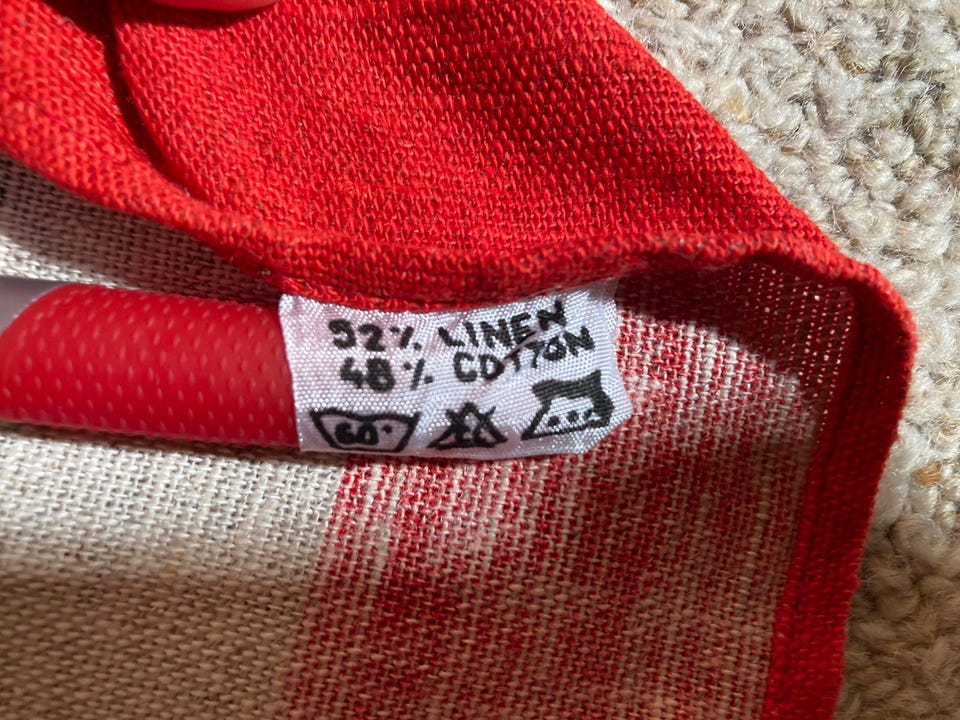 52% LINEN
48% COTTON
60°